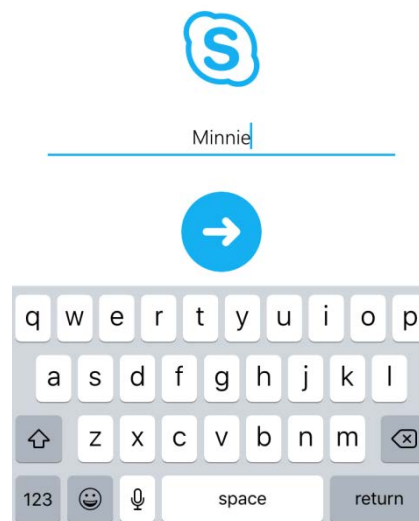 S
Minnie
q w e r t y u i o p
a s d f g h j k l
z x c v b n m
123 space return